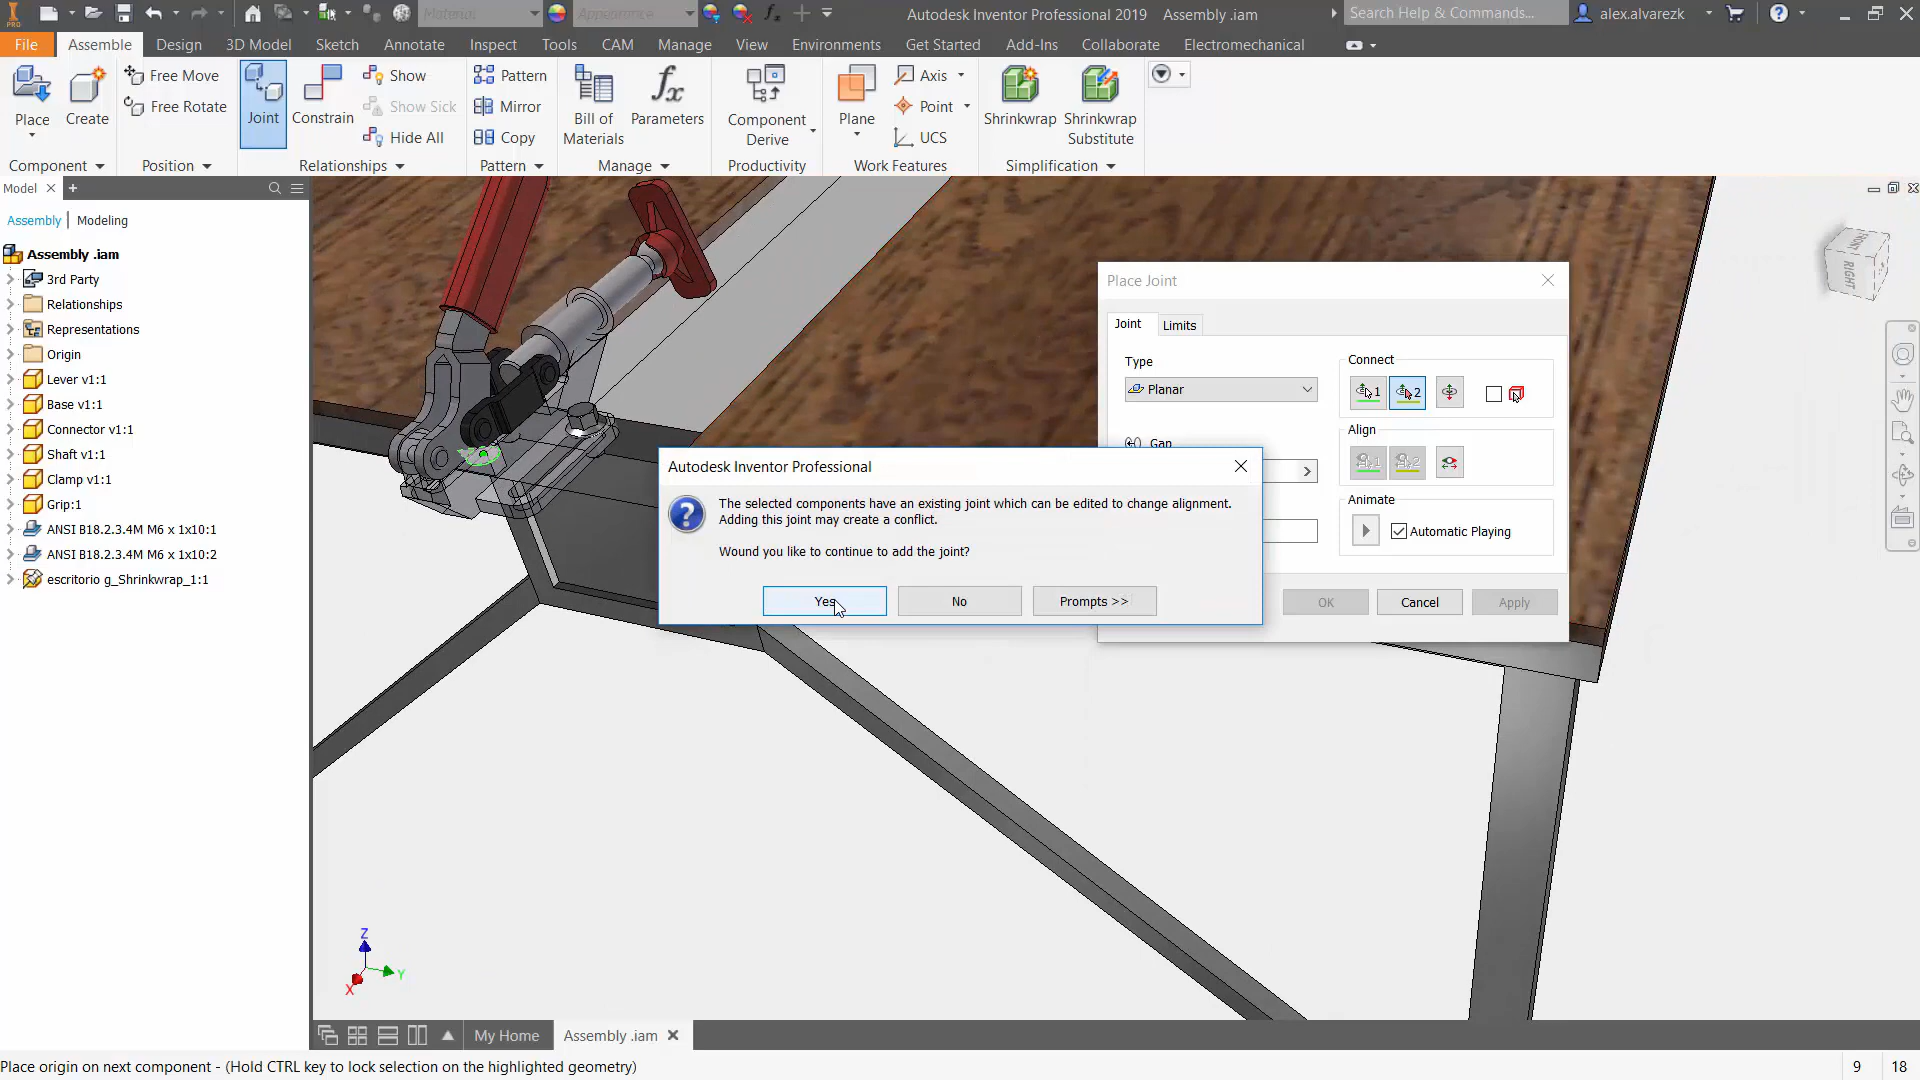 PRO
Material
Appearance
Autodesk Inventor Professional 2019 Assembly .iam
Search Help & Commands...
alex.alvarezk
File Assemble Design 3D Model Sketch Annotate Inspect Tools CAM Manage View Environments Get Started Add-Ins Collaborate Electromechanical
Place
Create
Free Move
Free Rotate
Joint
Constrain
Show
Show Sick
Hide All
Pattern
Mirror
Copy
Bill of
Materials
Parameters
Component
Derive
Plane
Axis
Point
UCS
Shrinkwrap
Shrinkwrap
Substitute
Component Position Relationships Pattern Manage Productivity Work Features Simplification
Model
Assembly Modeling
Assembly .iam
3rd Party
Relationships
Representations
Origin
Lever v1:1
Base v1:1
Connector v1:1
Shaft v1:1
Clamp v1:1
Grip:1
ANSI B18.2.3.4M M6 x 1x10:1
ANSI B18.2.3.4M M6 x 1x10:2
escritorio g_Shrinkwrap_1:1
FRONT
RIGHT
Place Joint
Joint Limits
Type
Planar
Connect
1 2
Gap
Align
Animate
Automatic Playing
OK Cancel Apply
Autodesk Inventor Professional
The selected components have an existing joint which can be edited to change alignment.
Adding this joint may create a conflict.
Wound you like to continue to add the joint?
Yes No Prompts >>
Z
Y
X
My Home Assembly .iam
Place origin on next component - (Hold CTRL key to lock selection on the highlighted geometry)
9 18